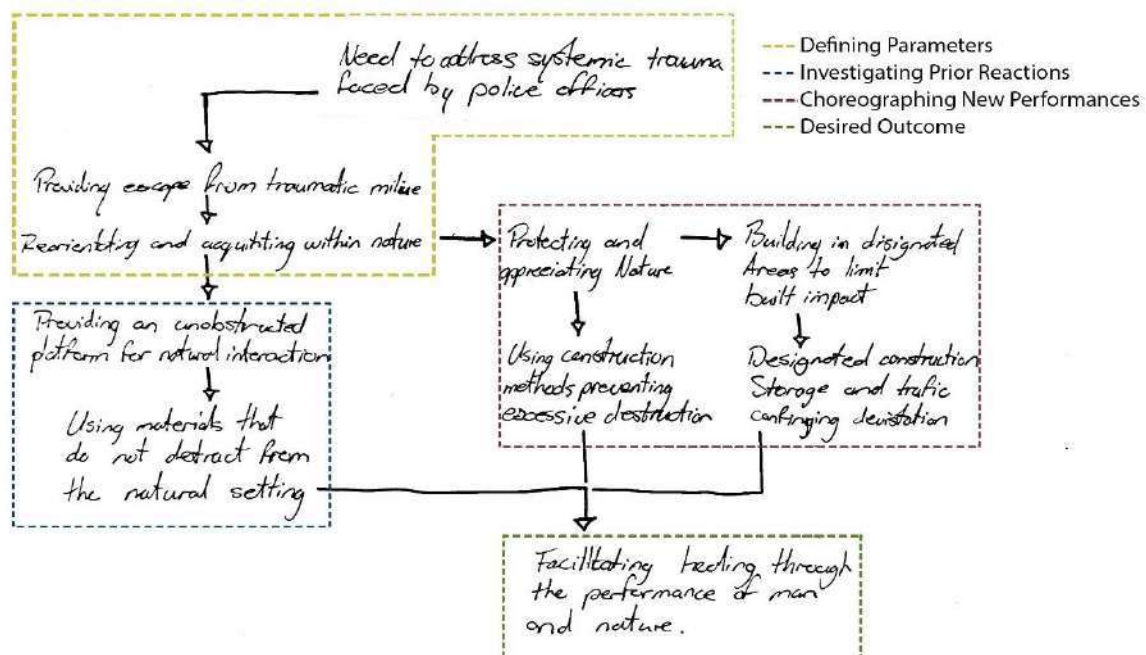 Need to address systemic trauma
faced by police officers
Defining Parameters
Investigating Prior Reactions
Choreographing New Performances
Desired Outcome
Providing escape from traumatic miliue
Reorientating and acquitting within nature
Protecting and
appreciating Nature
Building in disignated
Areas to limit
built impact
Providing an unobstructed
platform for natural interaction
Using construction
methods preventing
excessive destruction
Designated construction
Storage and trafic
confinging devistation
Using materials that
do not detract from
the natural setting
Facilitating healing through
the performance of man
and nature.